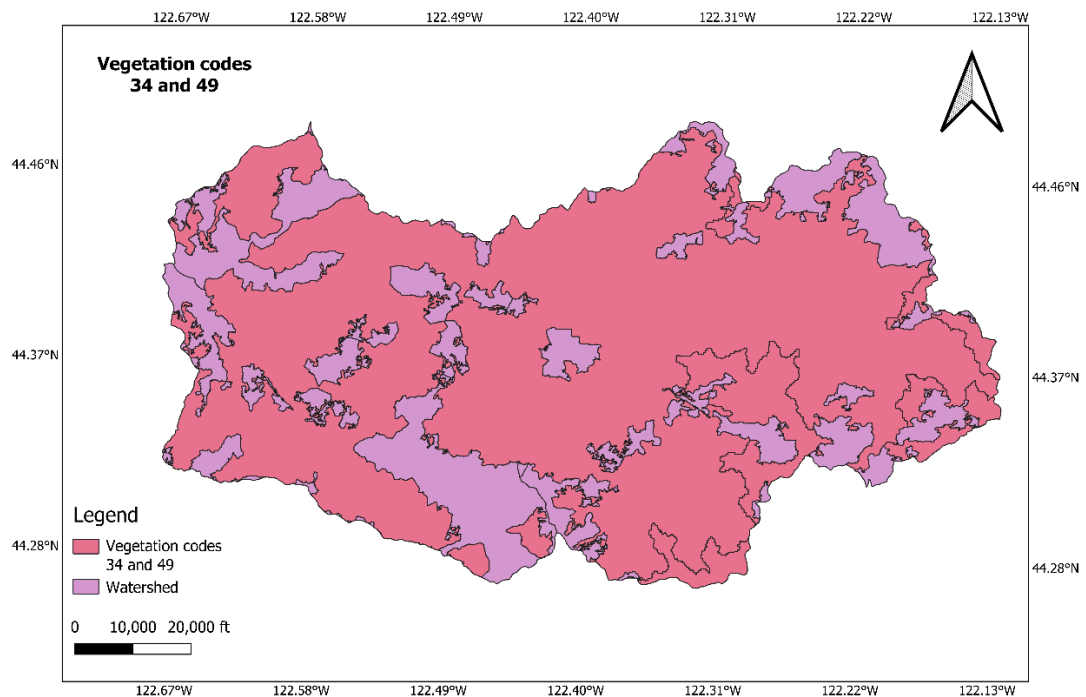 122.67°W 122.58°W 122.49°W 122.40°W 122.31°W 122.22°W 122.13°W
Vegetation codes
34 and 49
44.46°N
44.46°N
44.37°N
44.37°N
Legend
44.28°N
Vegetation codes
34 and 49
44.28°N
Watershed
0 10,000 20,000 ft
122.67°W 122.58°W 122.49°W 122.40°W 122.31°W 122.22°W 122.13°W